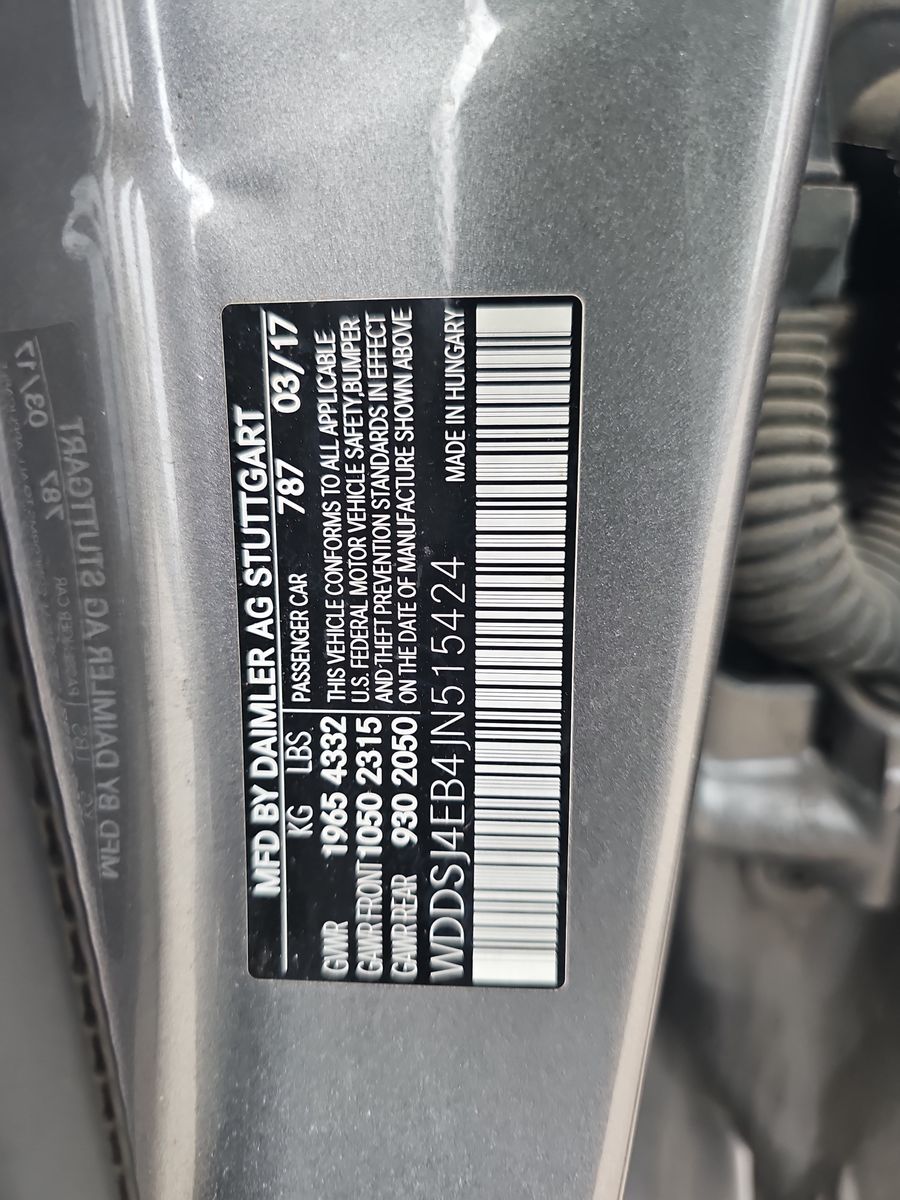 MFD BY DAIMLER AG STUTTGART
KG LBS PASSENGER CAR 787 03/17
GVWR 1965 4332 THIS VEHICLE CONFORMS TO ALL APPLICABLE
GAWR FRONT 1050 2315 U.S. FEDERAL MOTOR VEHICLE SAFETY, BUMPER
GAWR REAR 930 2050 AND THEFT PREVENTION STANDARDS IN EFFECT
ON THE DATE OF MANUFACTURE SHOWN ABOVE
WDDSJ4EB4JN515424 MADE IN HUNGARY